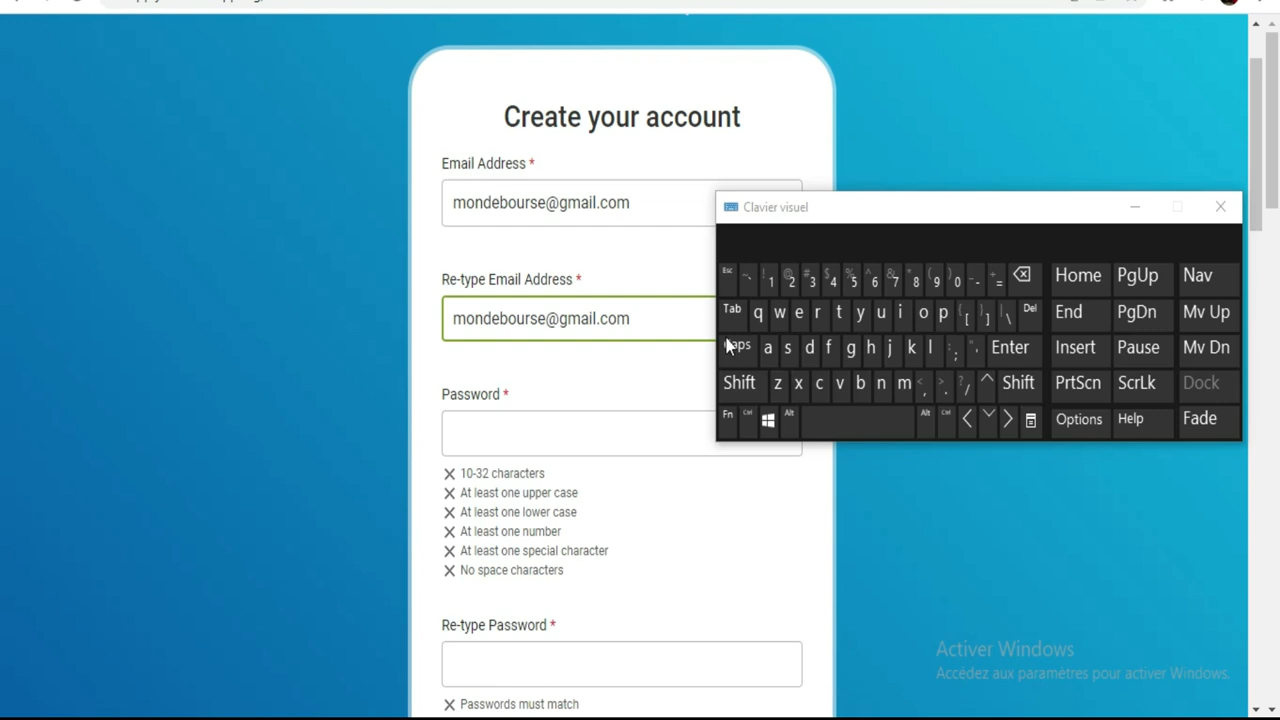 Create your account
Email Address *
mondebourse@gmail.com
Re-type Email Address *
mondebourse@gmail.com
Password *
10-32 characters
At least one upper case
At least one lower case
At least one number
At least one special character
No space characters
Re-type Password *
Passwords must match
Clavier visuel
Esc ~ ` ! 1 @ 2 # 3 $ 4 % 5 ^ 6 & 7 * 8 ( 9 ) 0 _ - + = Home PgUp Nav
Tab q w e r t y u i o p { [ } ] | \ Del End PgDn Mv Up
a s d f g h j k l : ; " ' Enter Insert Pause Mv Dn
Shift z x c v b n m < , > . ? / ^ Shift PrtScn ScrLk Dock
Fn Ctrl Alt Alt Ctrl Options Help Fade
Activer Windows
Accédez aux paramètres pour activer Windows.